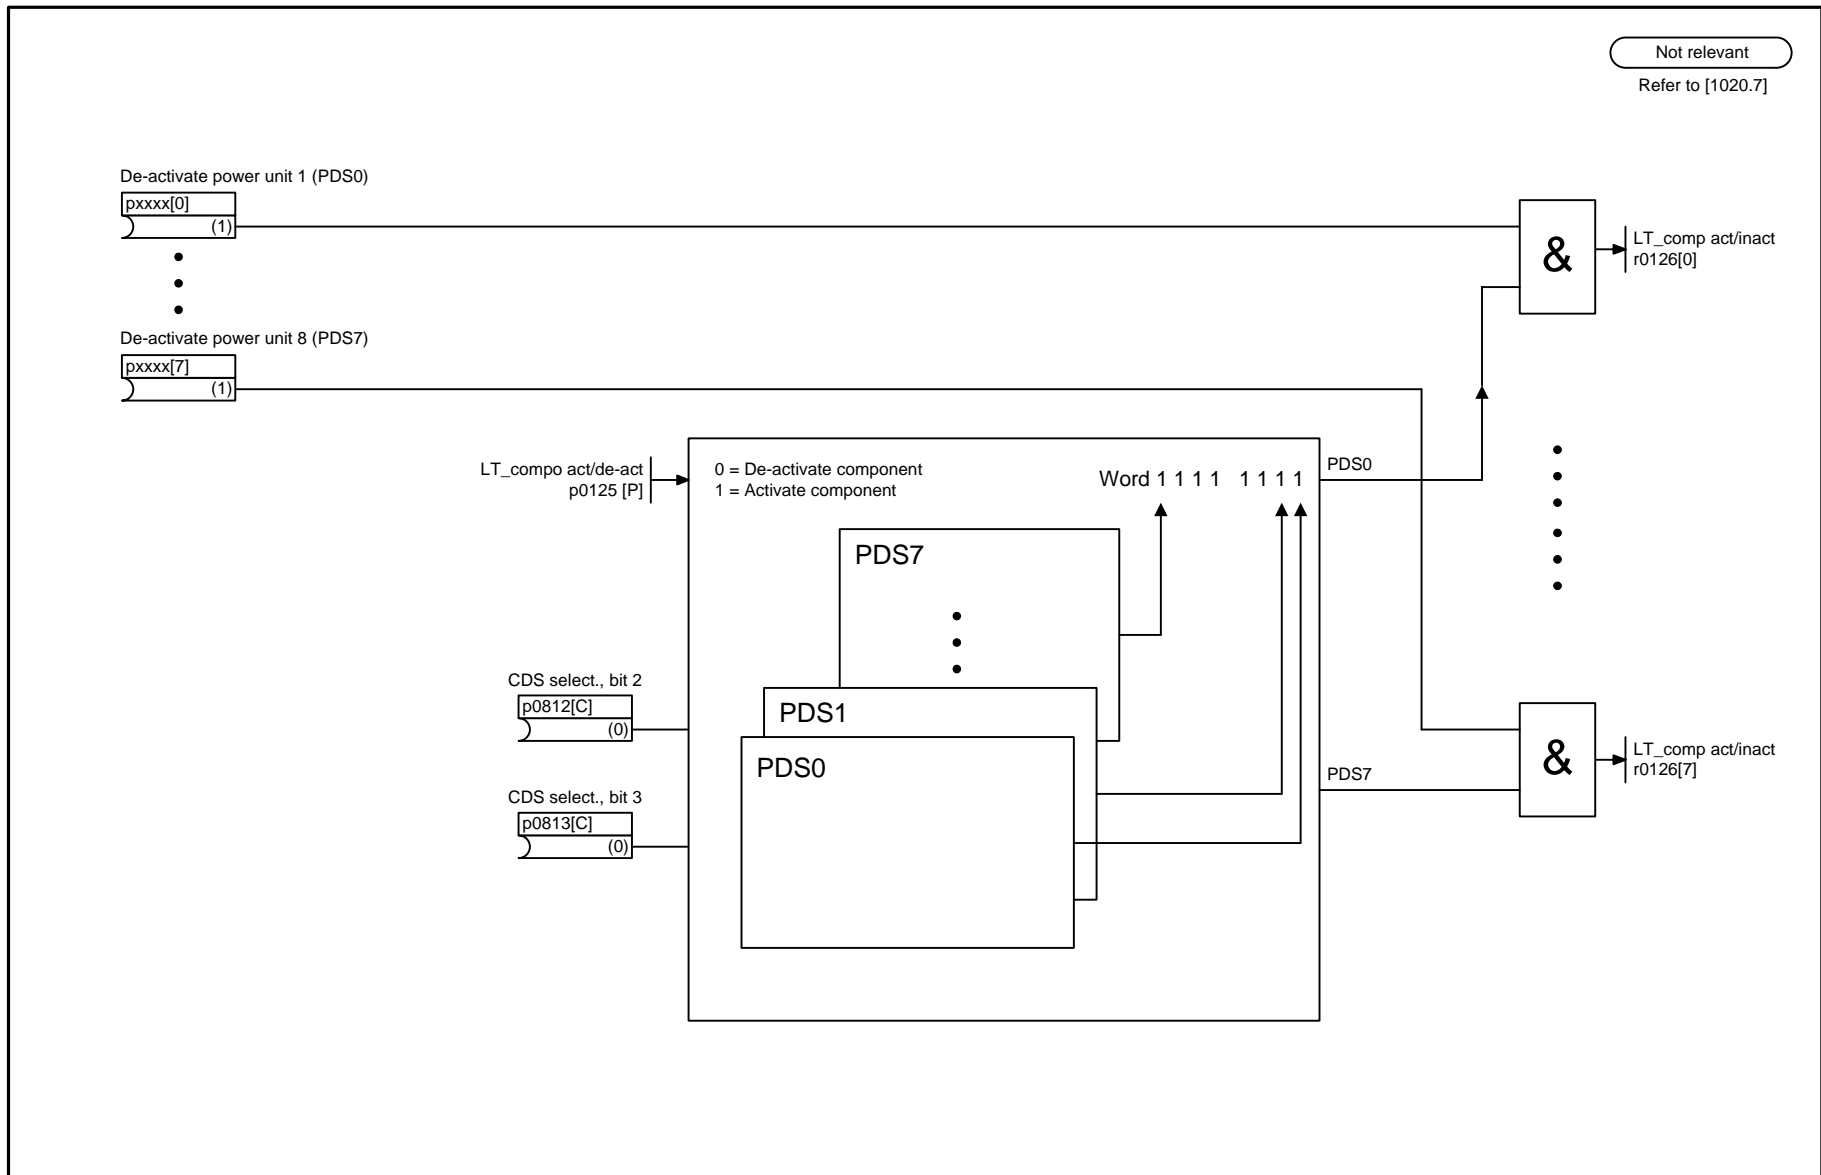 Not relevant
Refer to [1020.7]
De-activate power unit 1 (PDS0)
pxxxx[0]
(1)
&
LT_comp act/inact
r0126[0]
De-activate power unit 8 (PDS7)
pxxxx[7]
(1)
LT_compo act/de-act
p0125 [P]
0 = De-activate component
1 = Activate component
Word 1 1 1 1 1 1 1 1
PDS0
PDS7
CDS select., bit 2
p0812[C]
(0)
PDS1
PDS0
CDS select., bit 3
p0813[C]
(0)
PDS7
&
LT_comp act/inact
r0126[7]